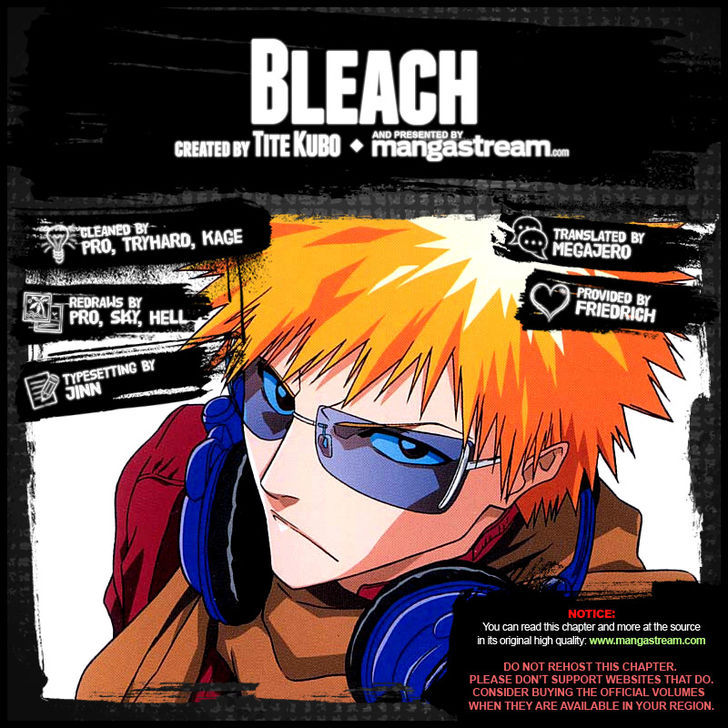 BLEACH
CREATED BY TITE KUBO ◆ AND PRESENTED BY mangastream.com
CLEANED BY
PRO, TRYHARD, KAGE
REDRAWS BY
PRO, SKY, HELL
TYPESETTING BY
JINN
TRANSLATED BY
MEGAJERO
PROVIDED BY
FRIEDRICH
NOTICE:
You can read this chapter and more at the source
in its original high quality: www.mangastream.com
DO NOT REHOST THIS CHAPTER.
PLEASE DON'T SUPPORT WEBSITES THAT DO.
CONSIDER BUYING THE OFFICIAL VOLUMES
WHEN THEY ARE AVAILABLE IN YOUR REGION.